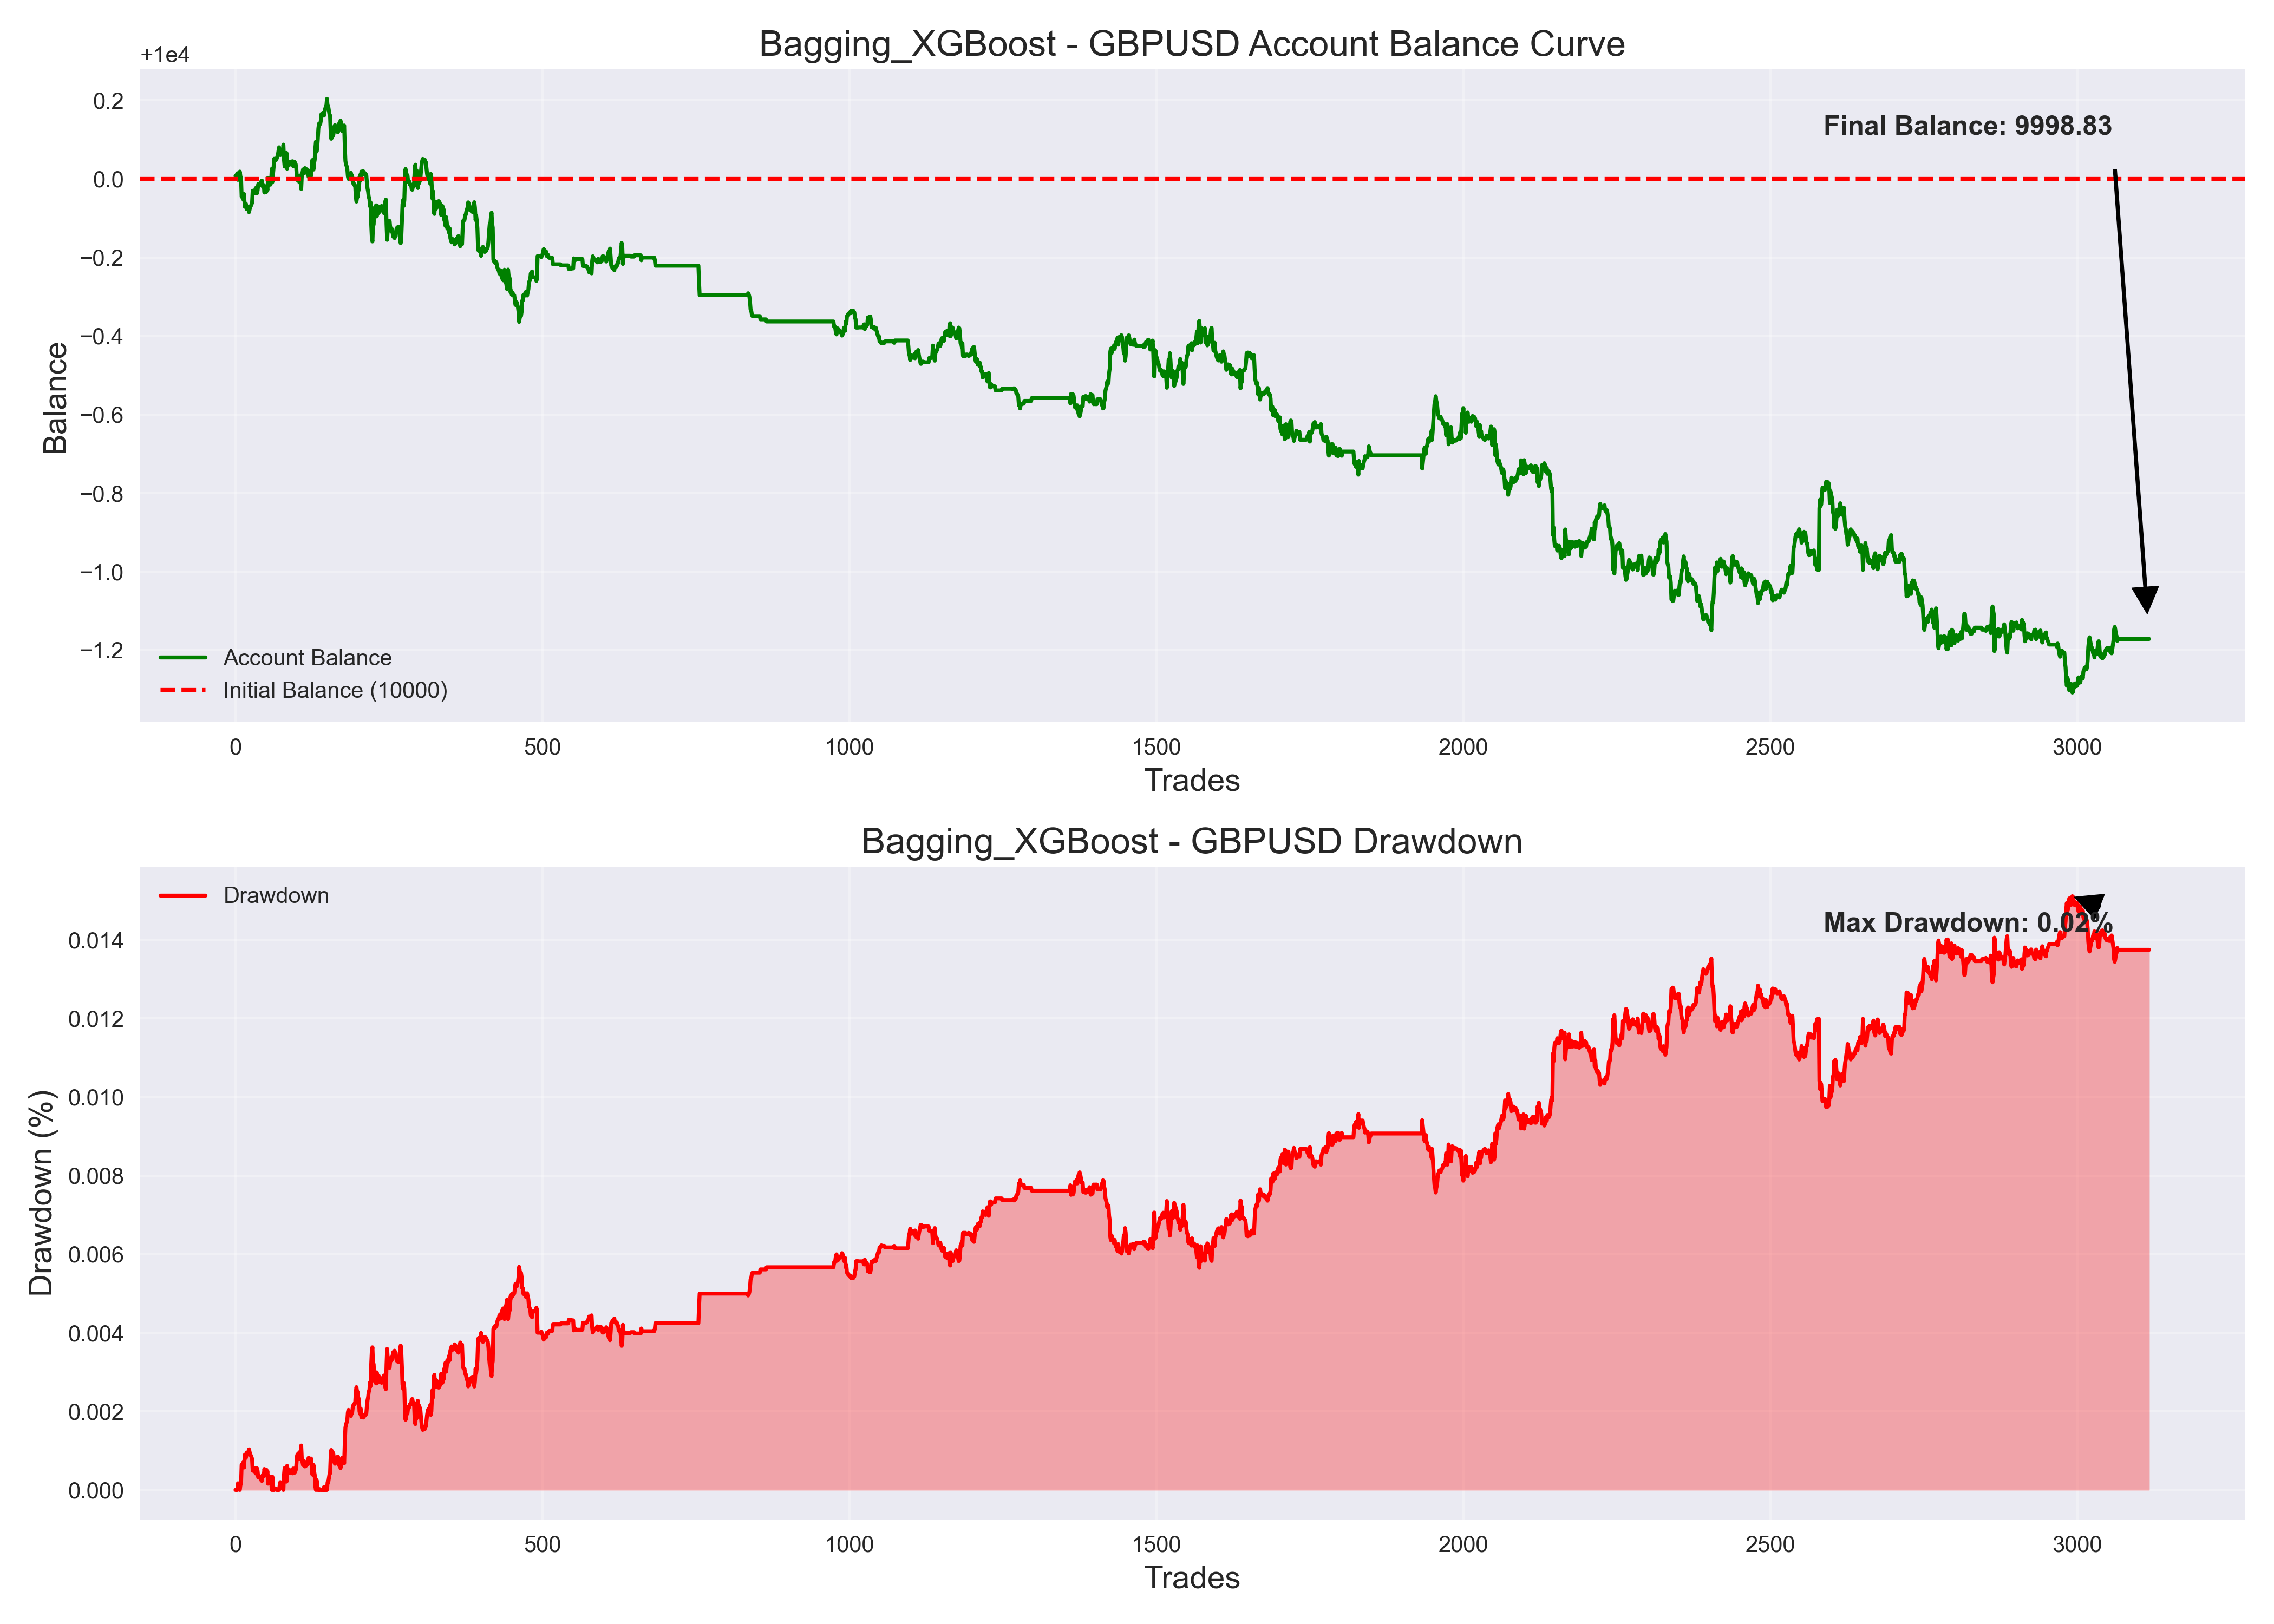 Bagging_XGBoost - GBPUSD Account Balance Curve
+1e4
0.2
0.0
−0.2
−0.4
−0.6
−0.8
−1.0
−1.2
Balance
Final Balance: 9998.83
Account Balance
Initial Balance (10000)
0 500 1000 1500 2000 2500 3000
Trades
Bagging_XGBoost - GBPUSD Drawdown
Drawdown
Max Drawdown: 0.02%
0.014
0.012
0.010
0.008
0.006
0.004
0.002
0.000
Drawdown (%)
0 500 1000 1500 2000 2500 3000
Trades